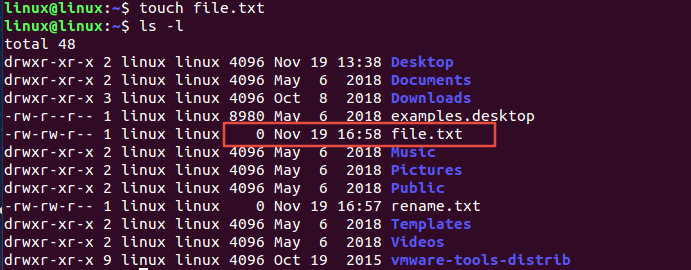 linux@linux:~$ touch file.txt
linux@linux:~$ ls -l
total 48
drwxr-xr-x 2 linux linux 4096 Nov 19 13:38 Desktop
drwxr-xr-x 2 linux linux 4096 May  6  2018 Documents
drwxr-xr-x 3 linux linux 4096 Oct  8  2018 Downloads
-rw-r--r-- 1 linux linux 8980 May  6  2018 examples.desktop
-rw-rw-r-- 1 linux linux    0 Nov 19 16:58 file.txt
drwxr-xr-x 2 linux linux 4096 May  6  2018 Music
drwxr-xr-x 2 linux linux 4096 May  6  2018 Pictures
drwxr-xr-x 2 linux linux 4096 May  6  2018 Public
-rw-rw-r-- 1 linux linux    0 Nov 19 16:57 rename.txt
drwxr-xr-x 2 linux linux 4096 May  6  2018 Templates
drwxr-xr-x 2 linux linux 4096 May  6  2018 Videos
drwxr-xr-x 9 linux linux 4096 Oct 19  2015 vmware-tools-distrib